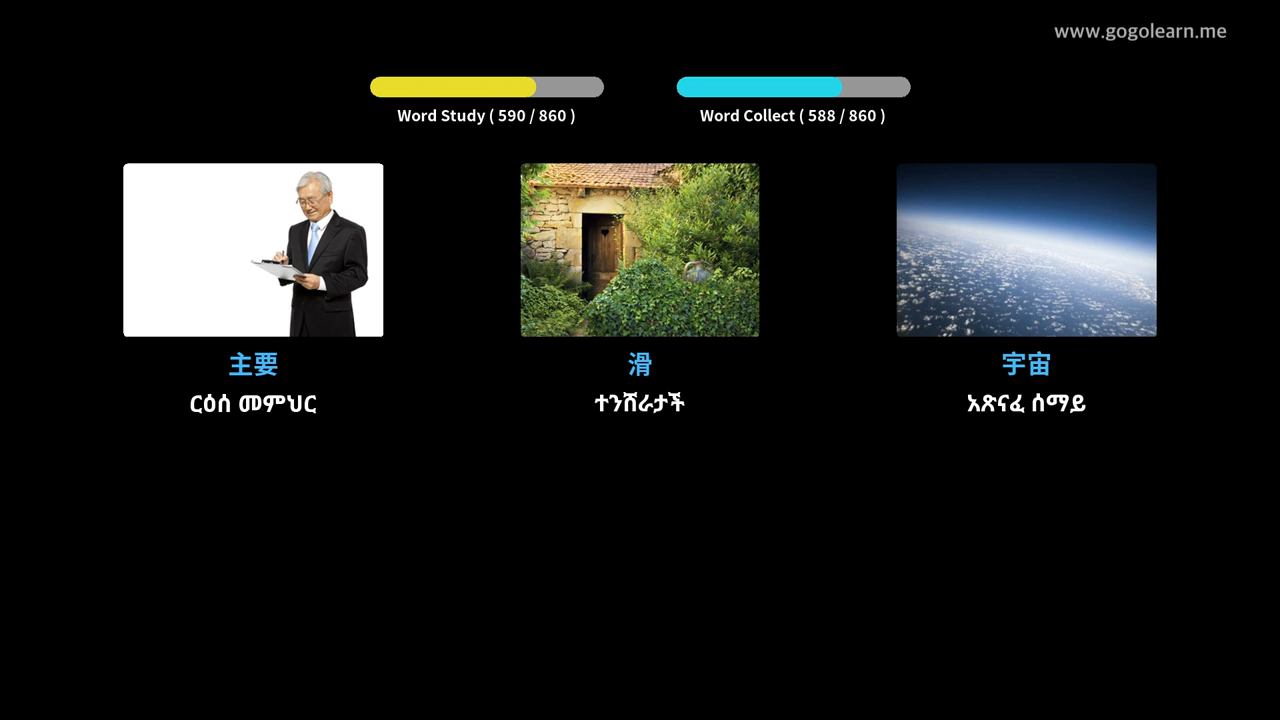 www.gogolearn.me
Word Study ( 590 / 860 )
Word Collect ( 588 / 860 )
主要
ርዕሰ መምህር
滑
ተንሸራታች
宇宙
አጽናፈ ሰማይ